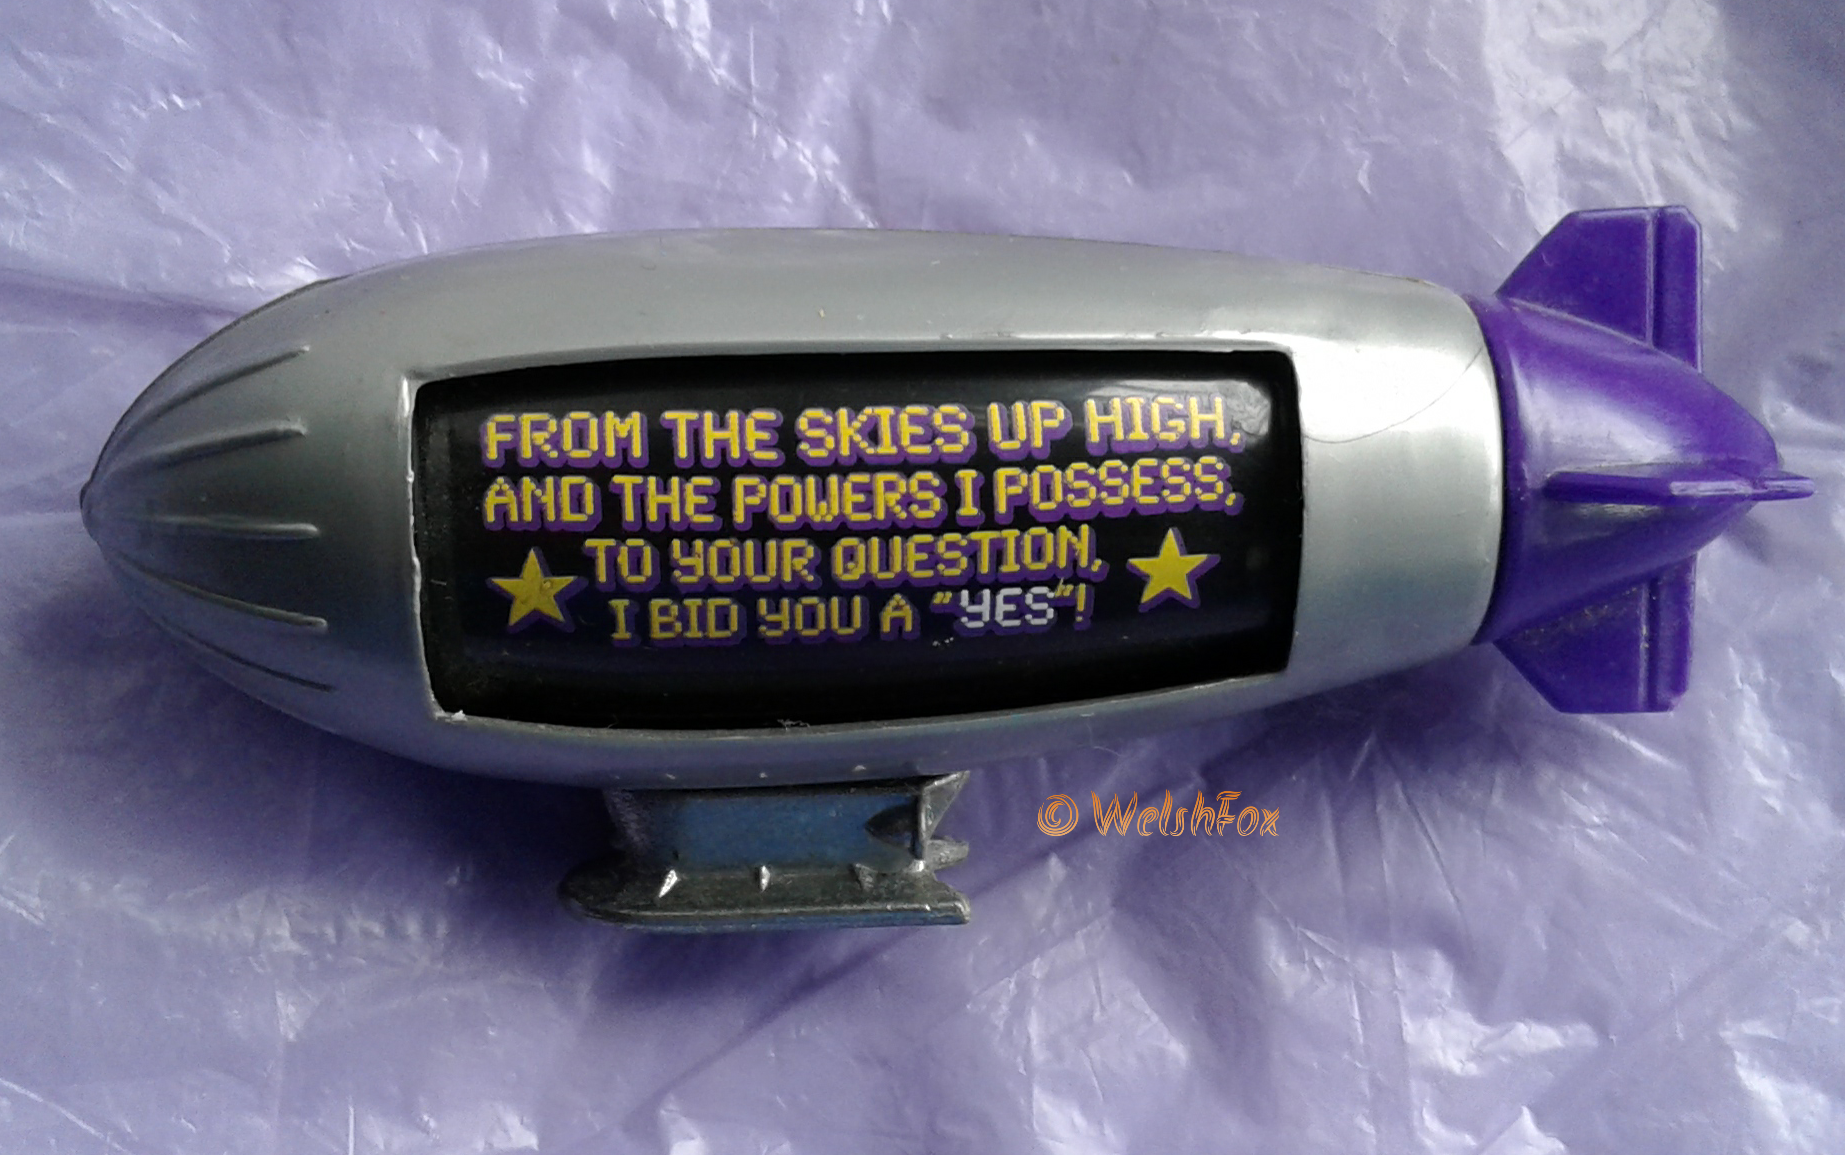 FROM THE SKIES UP HIGH,
AND THE POWERS I POSSESS,
TO YOUR QUESTION,
I BID YOU A "YES"!
© WelshFox